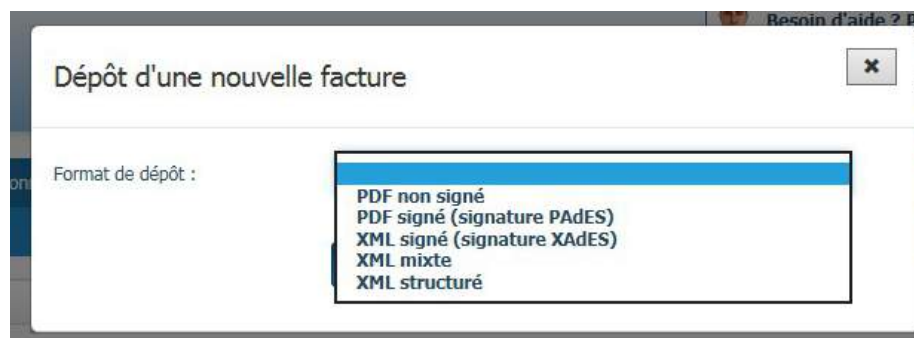 Besoin d'aide ?
Dépôt d'une nouvelle facture
Format de dépôt :
PDF non signé
PDF signé (signature PAdES)
XML signé (signature XAdES)
XML mixte
XML structuré